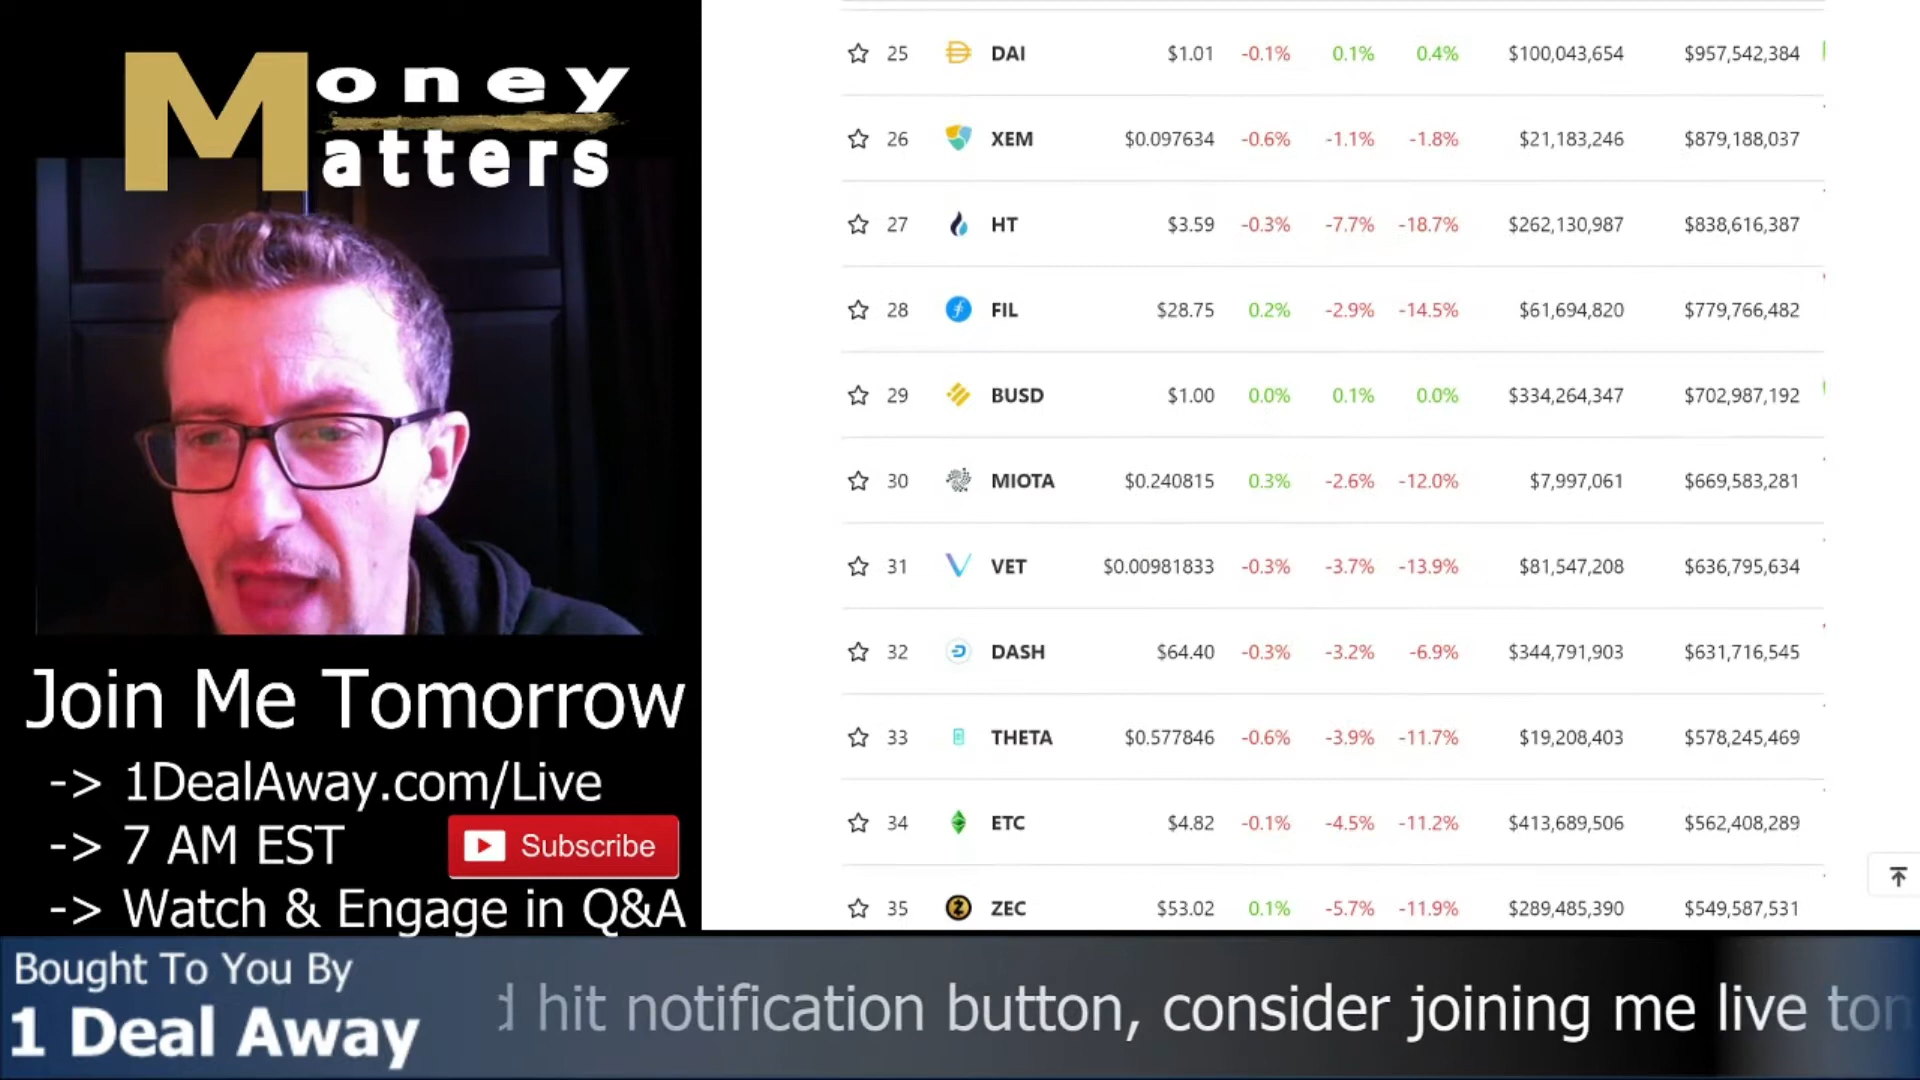 Money
Matters
Join Me Tomorrow
-> 1DealAway.com/Live
-> 7 AM EST
Subscribe
-> Watch & Engage in Q&A
25 DAI $1.01 -0.1% 0.1% 0.4% $100,043,654 $957,542,384
26 XEM $0.097634 -0.6% -1.1% -1.8% $21,183,246 $879,188,037
27 HT $3.59 -0.3% -7.7% -18.7% $262,130,987 $838,616,387
28 FIL $28.75 0.2% -2.9% -14.5% $61,694,820 $779,766,482
29 BUSD $1.00 0.0% 0.1% 0.0% $334,264,347 $702,987,192
30 MIOTA $0.240815 0.3% -2.6% -12.0% $7,997,061 $669,583,281
31 VET $0.00981833 -0.3% -3.7% -13.9% $81,547,208 $636,795,634
32 DASH $64.40 -0.3% -3.2% -6.9% $344,791,903 $631,716,545
33 THETA $0.577846 -0.6% -3.9% -11.7% $19,208,403 $578,245,469
34 ETC $4.82 -0.1% -4.5% -11.2% $413,689,506 $562,408,289
35 ZEC $53.02 0.1% -5.7% -11.9% $289,485,390 $549,587,531
Bought To You By
1 Deal Away
hit notification button, consider joining me live